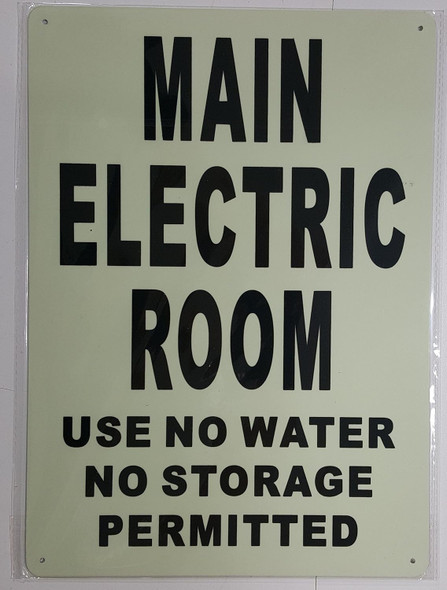 MAIN
ELECTRIC
ROOM
USE NO WATER
NO STORAGE
PERMITTED